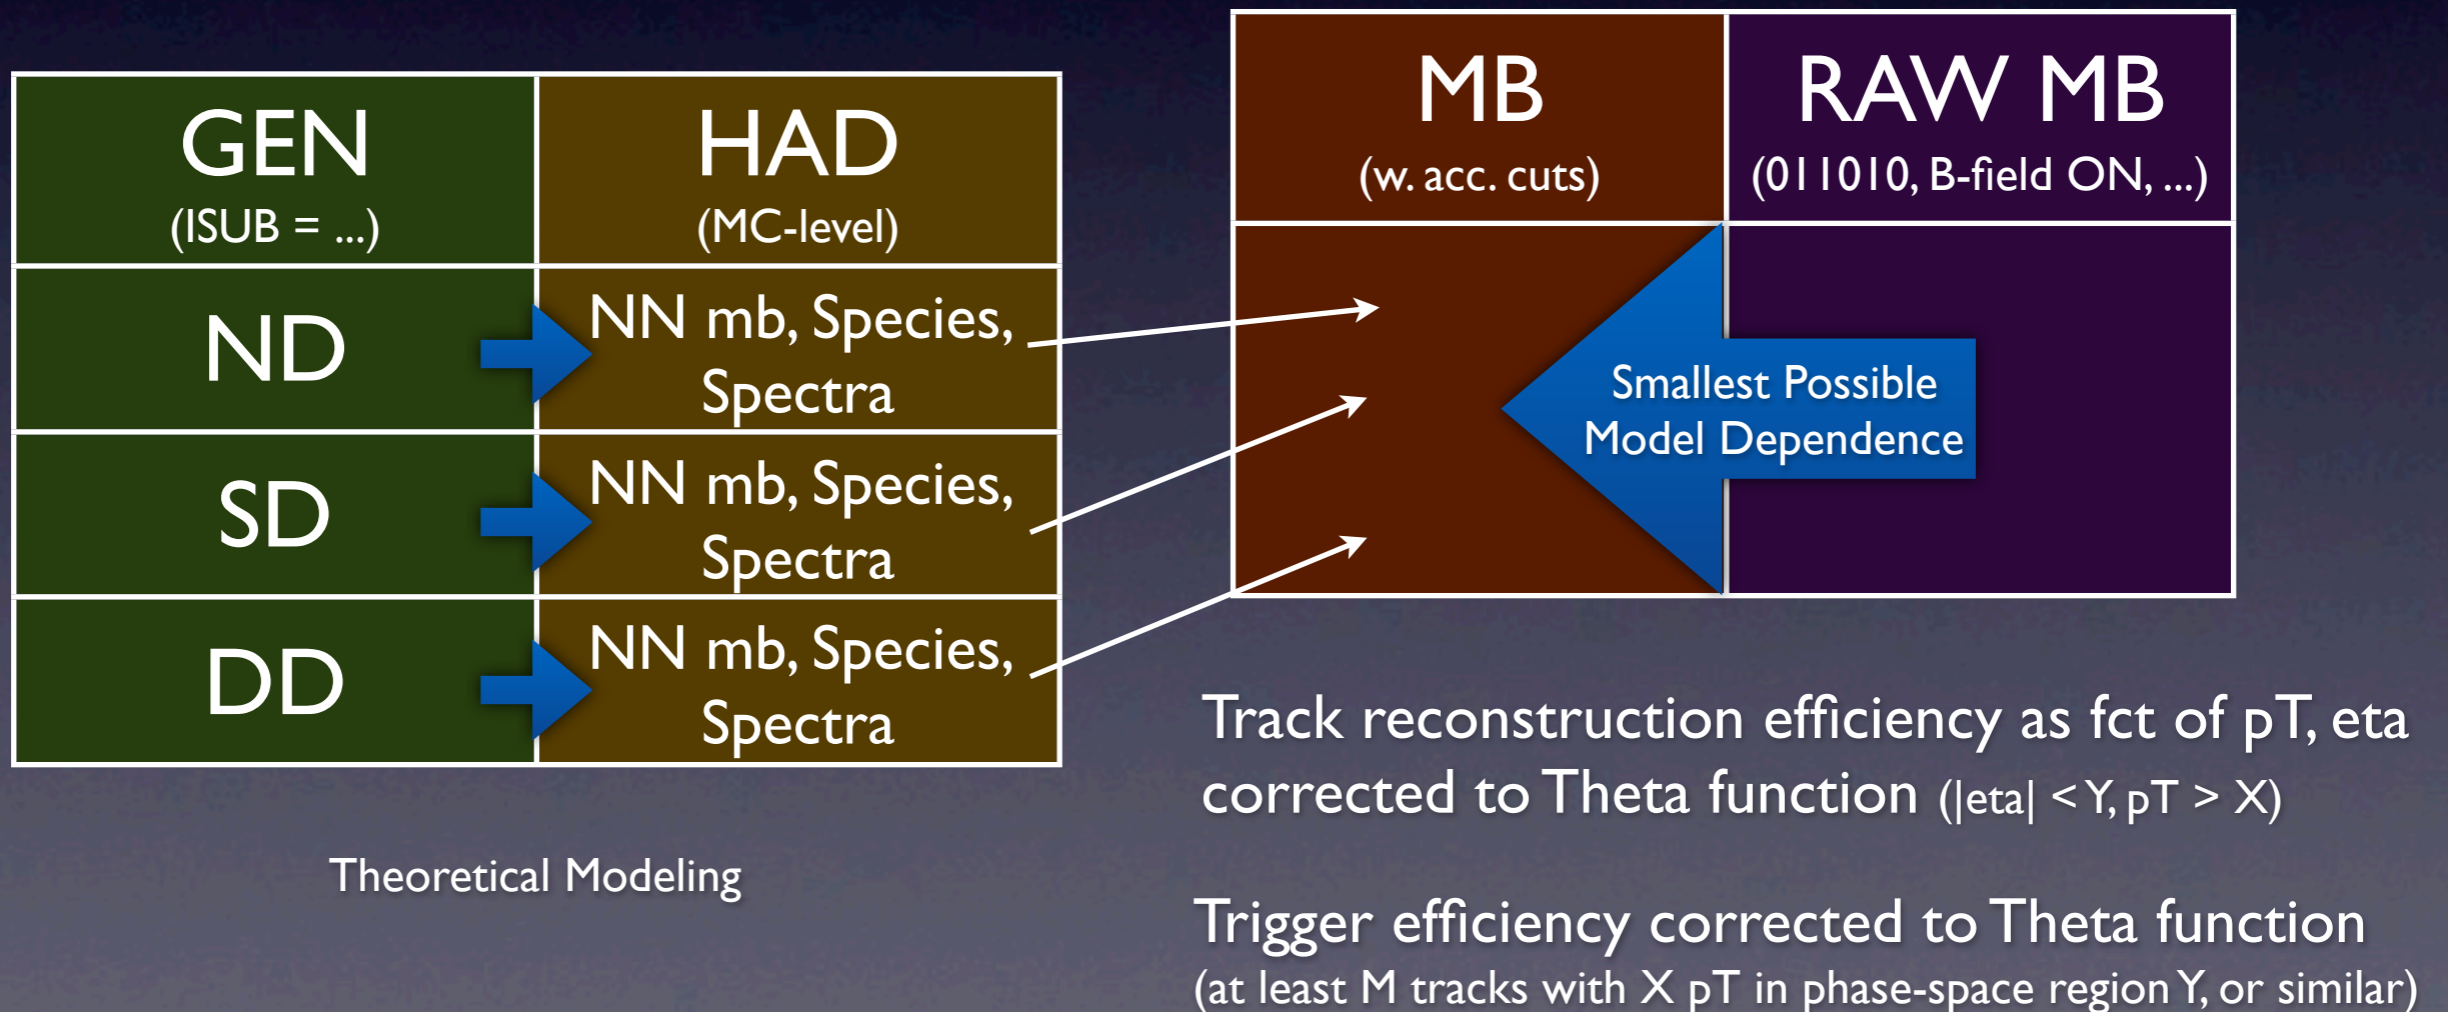 GEN
(ISUB = ...)
HAD
(MC-level)
ND
NN mb, Species,
Spectra
SD
NN mb, Species,
Spectra
DD
NN mb, Species,
Spectra
Theoretical Modeling
MB
(w. acc. cuts)
RAW MB
(011010, B-field ON, ...)
Smallest Possible
Model Dependence
Track reconstruction efficiency as fct of pT, eta
corrected to Theta function (|eta| < Y, pT > X)
Trigger efficiency corrected to Theta function
(at least M tracks with X pT in phase-space region Y, or similar)